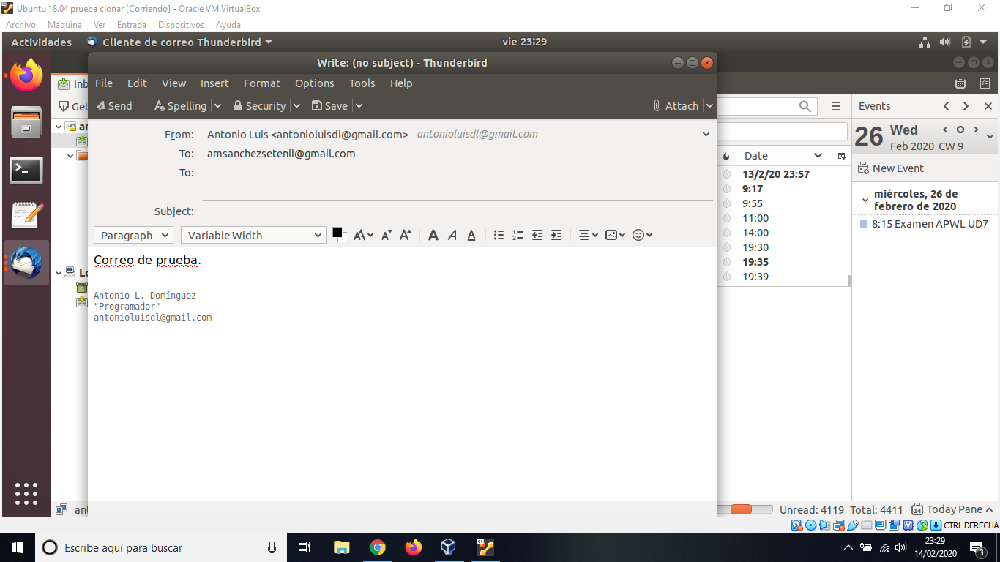 Ubuntu 18.04 prueba clonar [Corriendo] - Oracle VM VirtualBox
Archivo Máquina Ver Entrada Dispositivos Ayuda
Actividades Cliente de correo Thunderbird vie 23:29
Write: (no subject) - Thunderbird
File Edit View Insert Format Options Tools Help
Inb
Get
Send Spelling Security Save Attach
Events
From: Antonio Luis <antonioluisdl@gmail.com> antonioluisdl@gmail.com
To: amsanchezsetenil@gmail.com
To:
Subject:
26 Wed
Feb 2020 CW 9
Date
New Event
13/2/20 23:57
9:17
9:55
11:00
14:00
19:30
19:35
19:39
miércoles, 26 de
febrero de 2020
8:15 Examen APWL UD7
Paragraph Variable Width
Correo de prueba.
--
Antonio L. Domínguez
"Programador"
antonioluisdl@gmail.com
an
Lo
ant
Unread: 4119 Total: 4411 14 Today Pane
CTRL DERECHA
Escribe aquí para buscar
64
23:29
14/02/2020
3